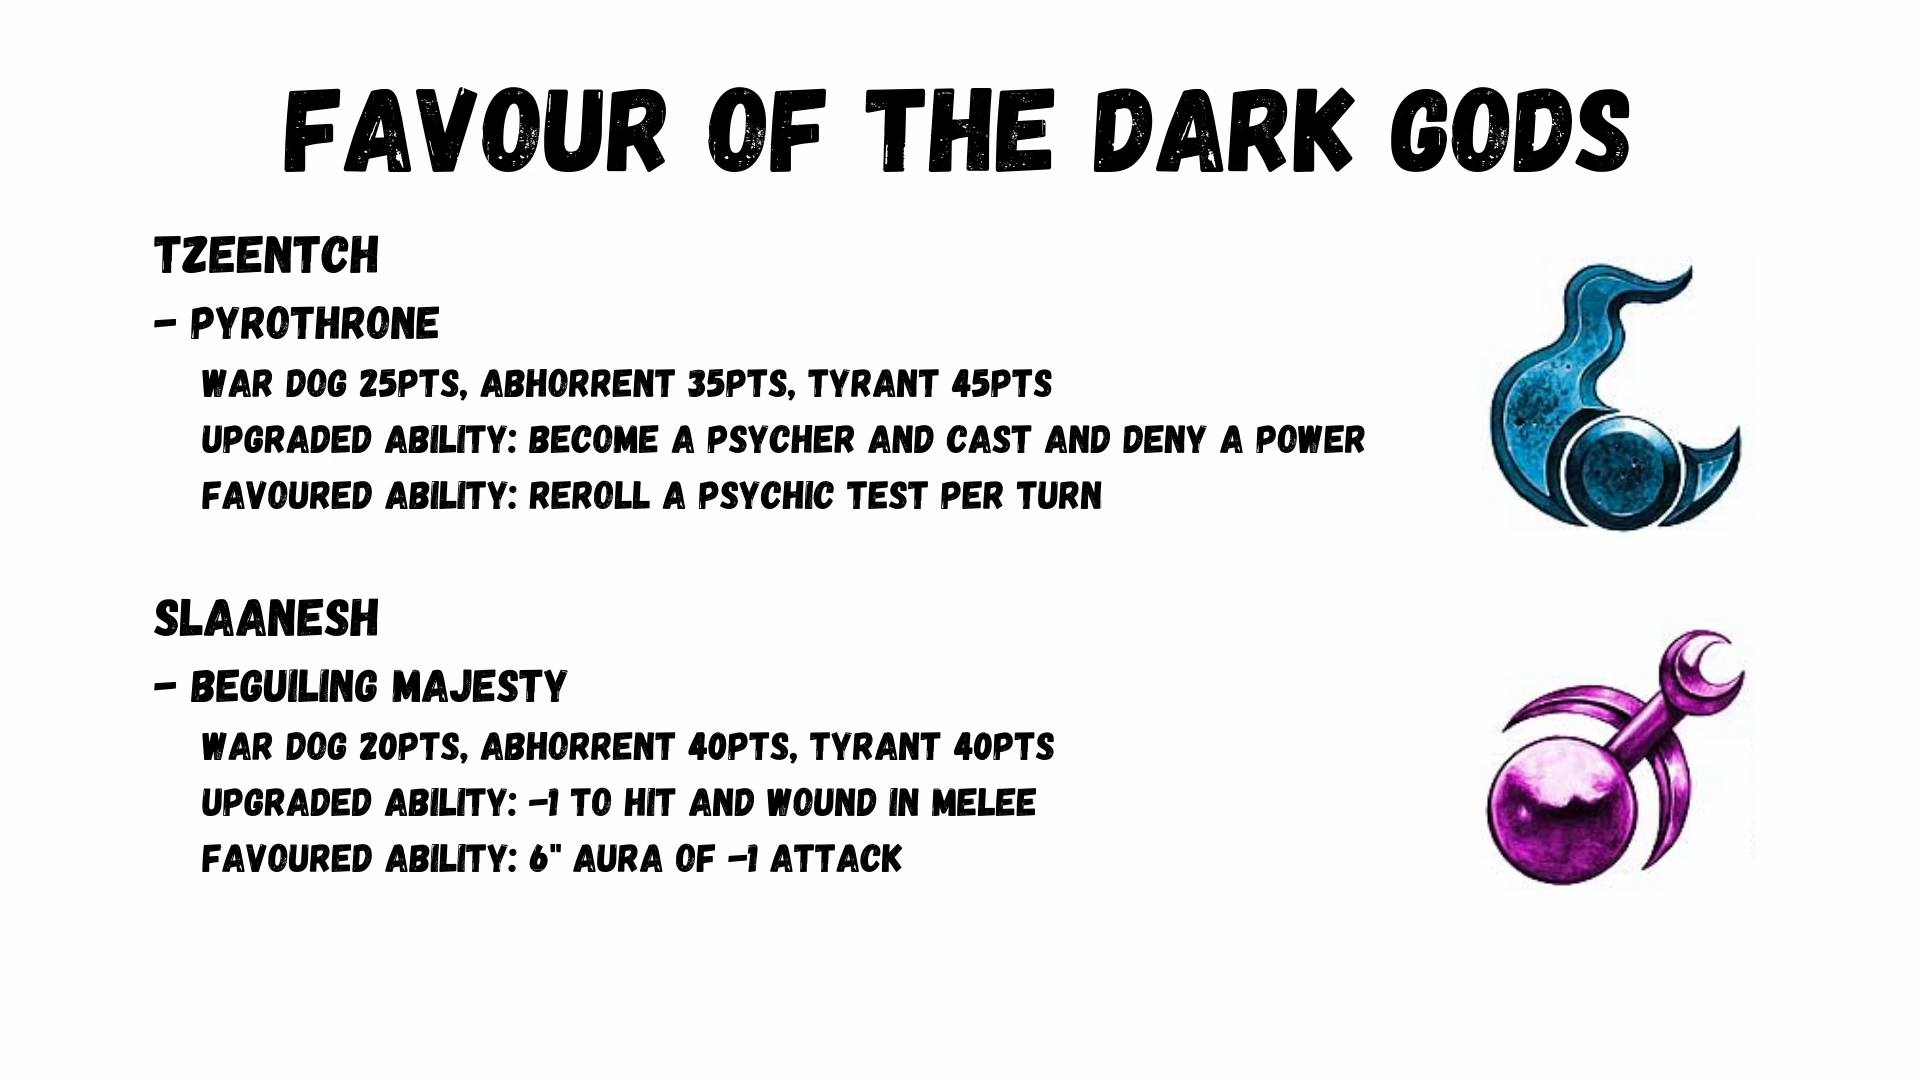 FAVOUR OF THE DARK GODS
TZEENTCH
- PYROTHRONE
WAR DOG 25PTS, ABHORRENT 35PTS, TYRANT 45PTS
UPGRADED ABILITY: BECOME A PSYCHER AND CAST AND DENY A POWER
FAVOURED ABILITY: REROLL A PSYCHIC TEST PER TURN
SLAANESH
- BEGUILING MAJESTY
WAR DOG 20PTS, ABHORRENT 40PTS, TYRANT 40PTS
UPGRADED ABILITY: -1 TO HIT AND WOUND IN MELEE
FAVOURED ABILITY: 6" AURA OF -1 ATTACK